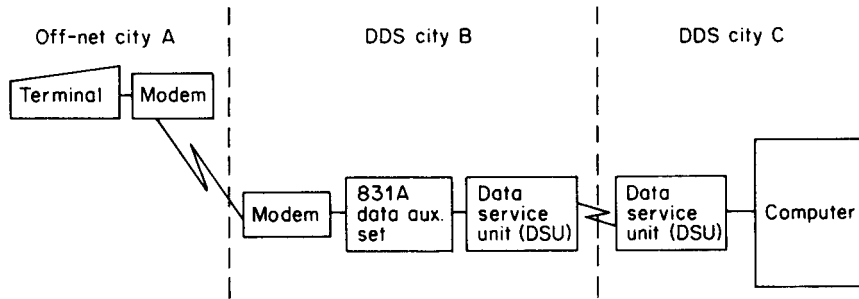 Off-net city A
DDS city B
DDS city C
Terminal
Modem
Modem
831A
data aux.
set
Data
service
unit (DSU)
Data
service
unit (DSU)
Computer